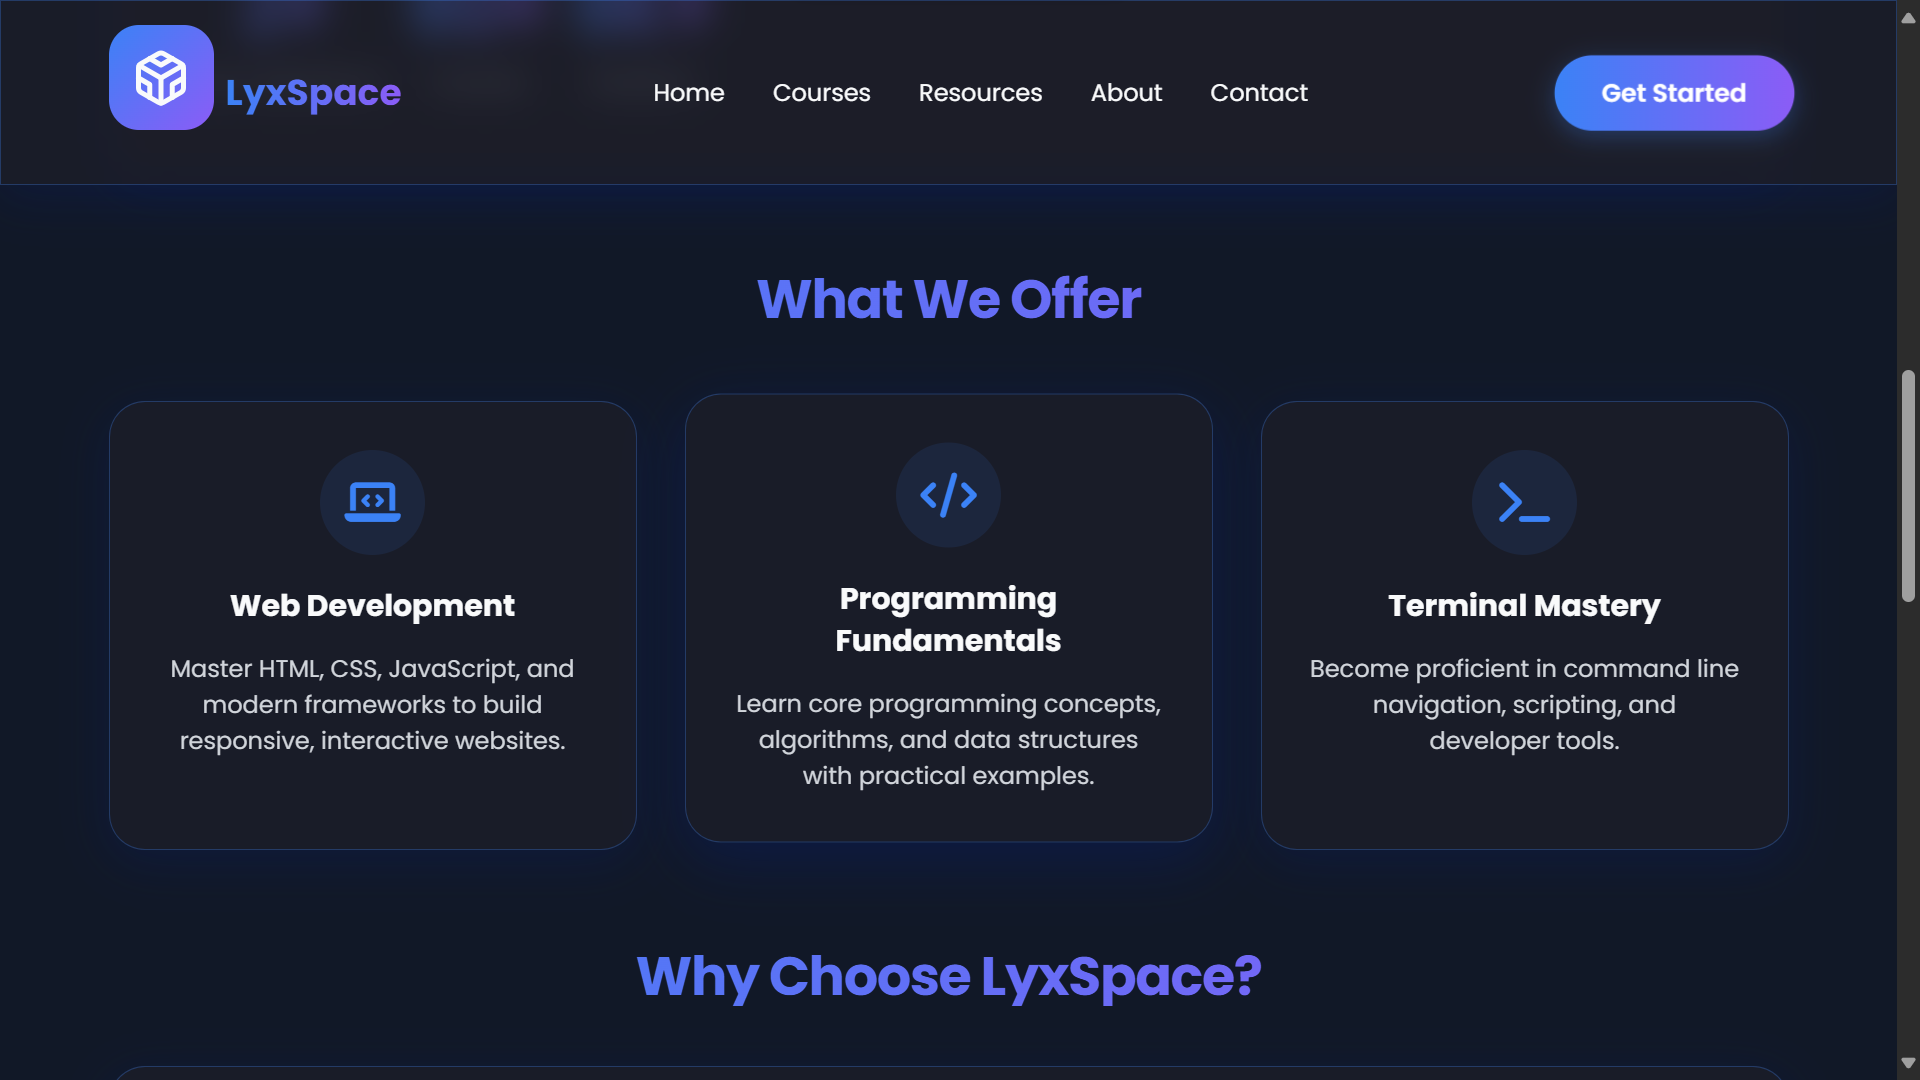 LyxSpace
Home
Courses
Resources
About
Contact
Get Started
What We Offer
Web Development
Master HTML, CSS, JavaScript, and
modern frameworks to build
responsive, interactive websites.
Programming
Fundamentals
Learn core programming concepts,
algorithms, and data structures
with practical examples.
Terminal Mastery
Become proficient in command line
navigation, scripting, and
developer tools.
Why Choose LyxSpace?